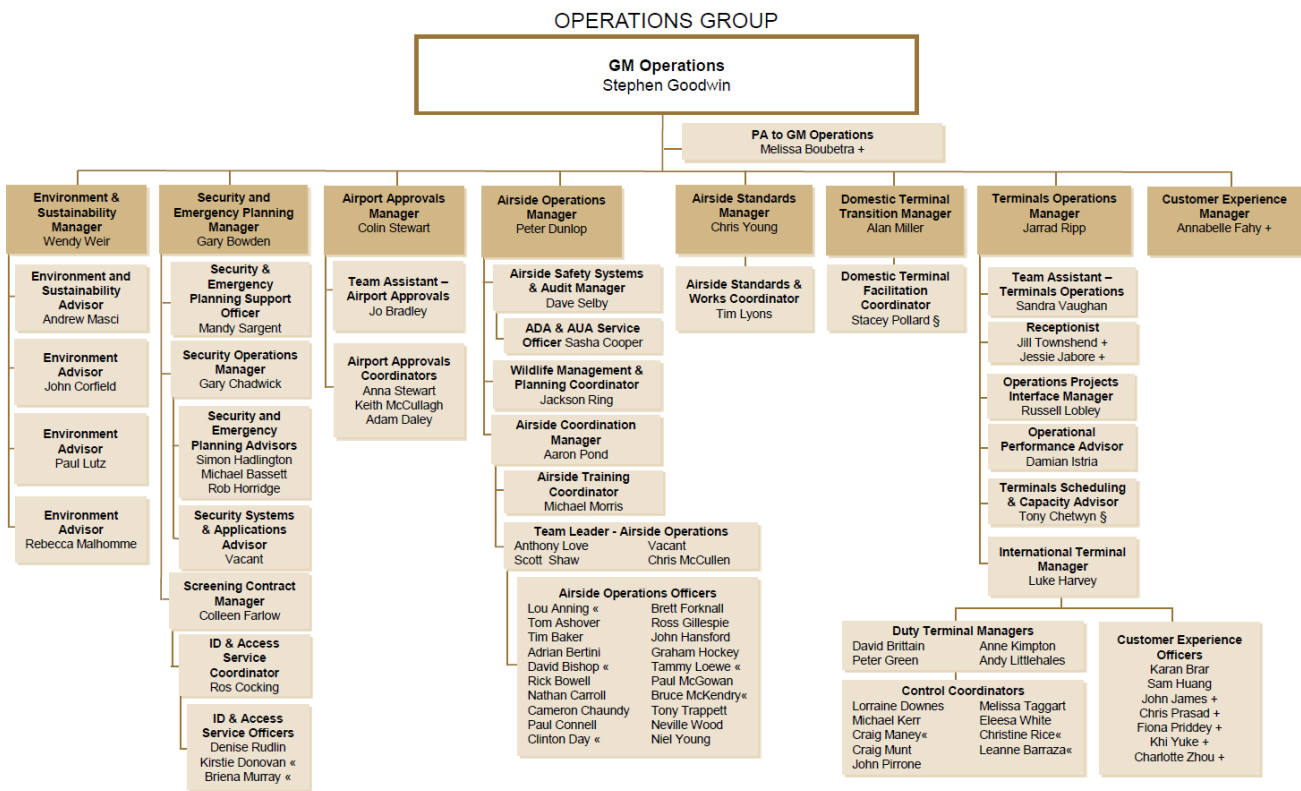 OPERATIONS GROUP
GM Operations
Stephen Goodwin
PA to GM Operations
Melissa Boubetra +
Environment &
Sustainability
Manager
Wendy Weir
Environment and
Sustainability
Advisor
Andrew Masci
Environment
Advisor
John Corfield
Environment
Advisor
Paul Lutz
Environment
Advisor
Rebecca Malhomme
Security and
Emergency Planning
Manager
Gary Bowden
Security &
Emergency
Planning Support
Officer
Mandy Sargent
Security Operations
Manager
Gary Chadwick
Security and
Emergency
Planning Advisors
Simon Hadlington
Michael Bassett
Rob Horridge
Security Systems
& Applications
Advisor
Vacant
Screening Contract
Manager
Colleen Farlow
ID & Access
Service
Coordinator
Ros Cocking
ID & Access
Service Officers
Denise Rudlin
Kirstie Donovan «
Briena Murray «
Airport Approvals
Manager
Colin Stewart
Team Assistant –
Airport Approvals
Jo Bradley
Airport Approvals
Coordinators
Anna Stewart
Keith McCullagh
Adam Daley
Airside Operations
Manager
Peter Dunlop
Airside Safety Systems
& Audit Manager
Dave Selby
ADA & AUA Service
Officer Sasha Cooper
Wildlife Management &
Planning Coordinator
Jackson Ring
Airside Coordination
Manager
Aaron Pond
Airside Training
Coordinator
Michael Morris
Team Leader - Airside Operations
Anthony Love Vacant
Scott Shaw Chris McCullen
Airside Operations Officers
Lou Anning « Brett Forknall
Tom Ashover Ross Gillespie
Tim Baker John Hansford
Adrian Bertini Graham Hockey
David Bishop « Tammy Loewe «
Rick Bowell Paul McGowan
Nathan Carroll Bruce McKendry«
Cameron Chaundy Tony Trappett
Paul Connell Neville Wood
Clinton Day « Niel Young
Airside Standards
Manager
Chris Young
Airside Standards &
Works Coordinator
Tim Lyons
Domestic Terminal
Transition Manager
Alan Miller
Domestic Terminal
Facilitation
Coordinator
Stacey Pollard §
Terminals Operations
Manager
Jarrad Ripp
Team Assistant –
Terminals Operations
Sandra Vaughan
Receptionist
Jill Townshend +
Jessie Jabore +
Operations Projects
Interface Manager
Russell Lobley
Operational
Performance Advisor
Damian Istria
Terminals Scheduling
& Capacity Advisor
Tony Chetwyn §
International Terminal
Manager
Luke Harvey
Duty Terminal Managers
David Brittain Anne Kimpton
Peter Green Andy Littlehales
Control Coordinators
Lorraine Downes Melissa Taggart
Michael Kerr Eleesa White
Craig Maney« Christine Rice«
Craig Munt Leanne Barraza«
John Pirrone
Customer Experience
Officers
Karan Brar
Sam Huang
John James +
Chris Prasad +
Fiona Priddey +
Khi Yuke +
Charlotte Zhou +
Customer Experience
Manager
Annabelle Fahy +